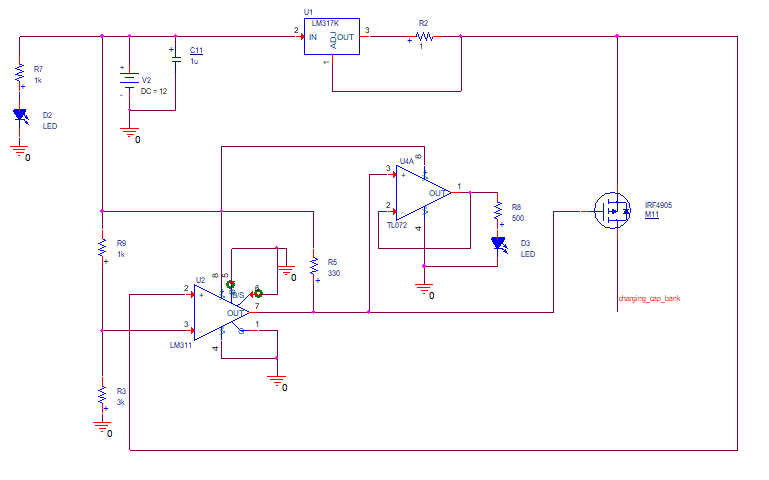 U1
LM317K
2
IN
OUT
3
ADJ
1
R2
+
1
R7
1k
+
D2
LED
0
+
V2
DC = 12
-
0
+
C11
1u
U4A
8
3
+
V+
OUT
1
2
-
V-
TL072
4
R8
500
+
D3
LED
0
IRF4905
M11
charging_cap_bank
R9
1k
+
R5
330
+
0
U2
8
5
6
B/S
2
+
7
OUT
3
-
1
G
4
LM311
0
R3
3k
+
0